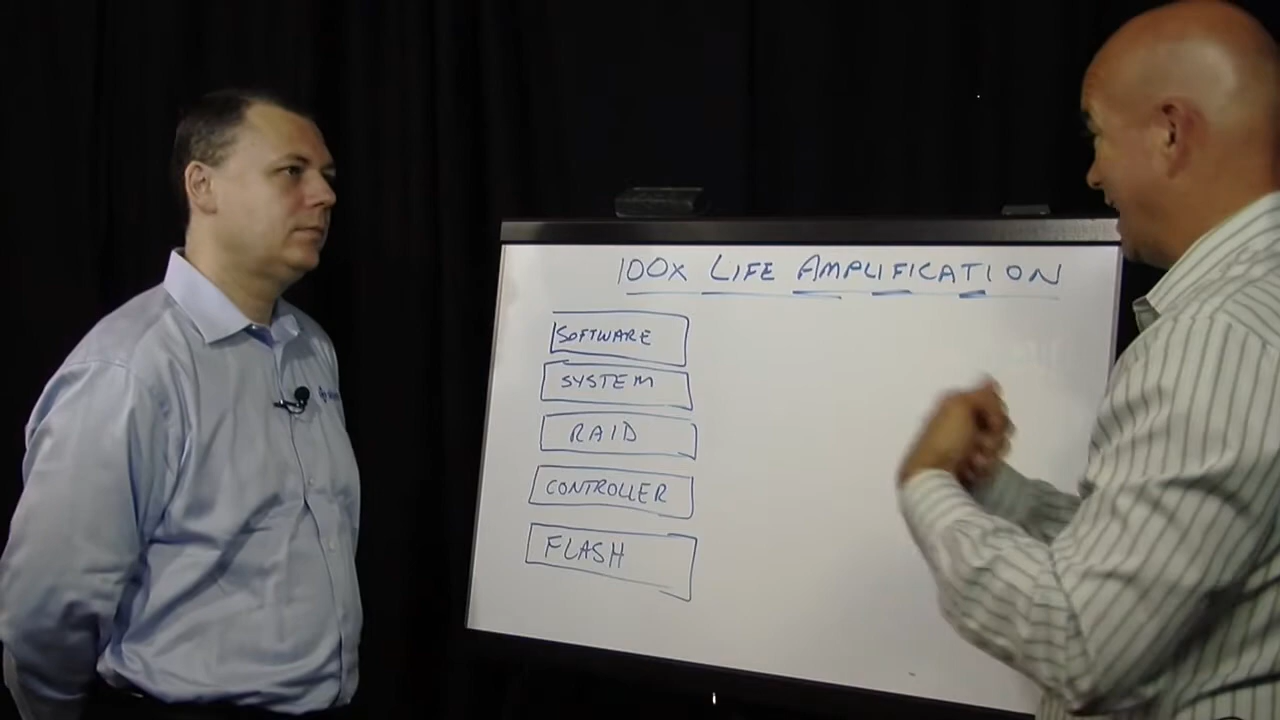 100x LIFE AMPLIFICATION
SOFTWARE
SYSTEM
RAID
CONTROLLER
FLASH